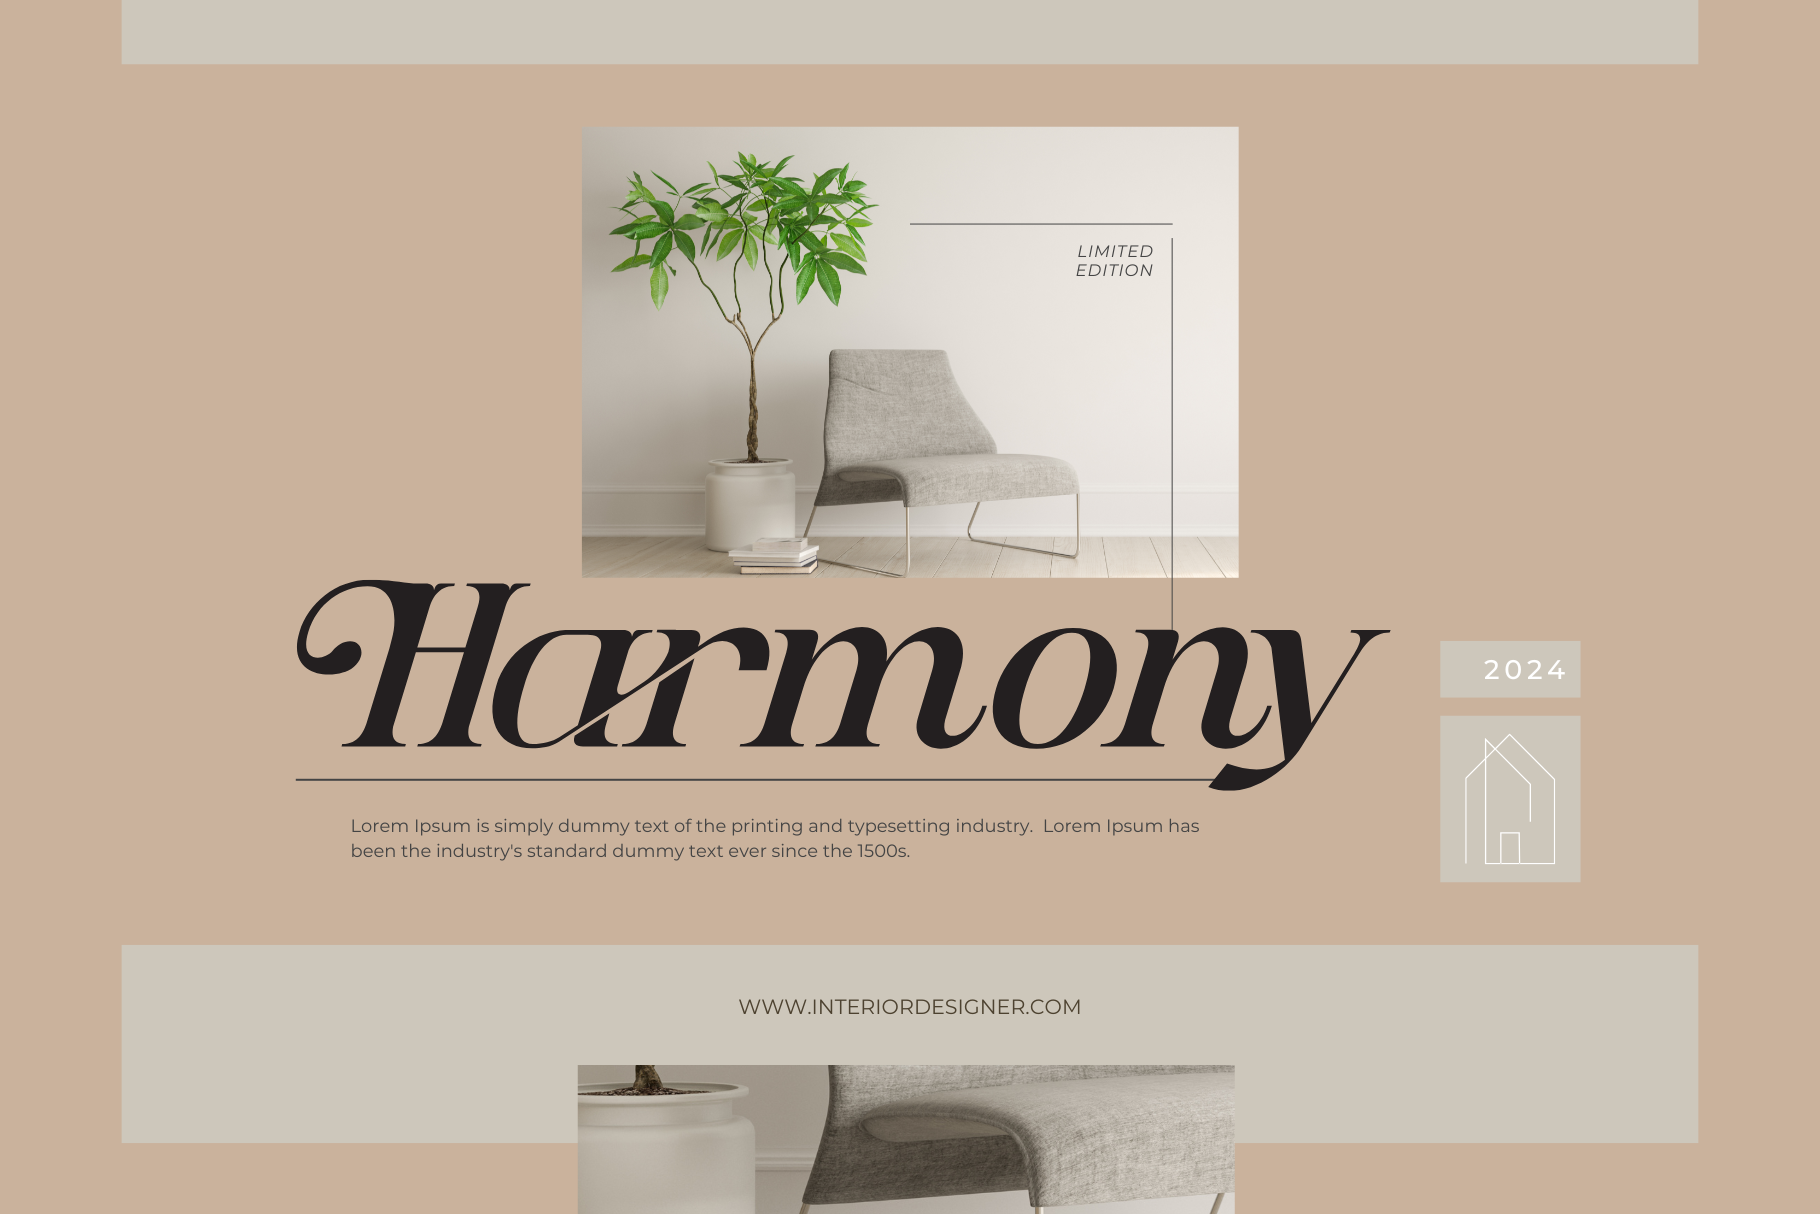 LIMITED
EDITION
Harmony
2024
Lorem Ipsum is simply dummy text of the printing and typesetting industry.  Lorem Ipsum has
been the industry's standard dummy text ever since the 1500s.
WWW.INTERIORDESIGNER.COM